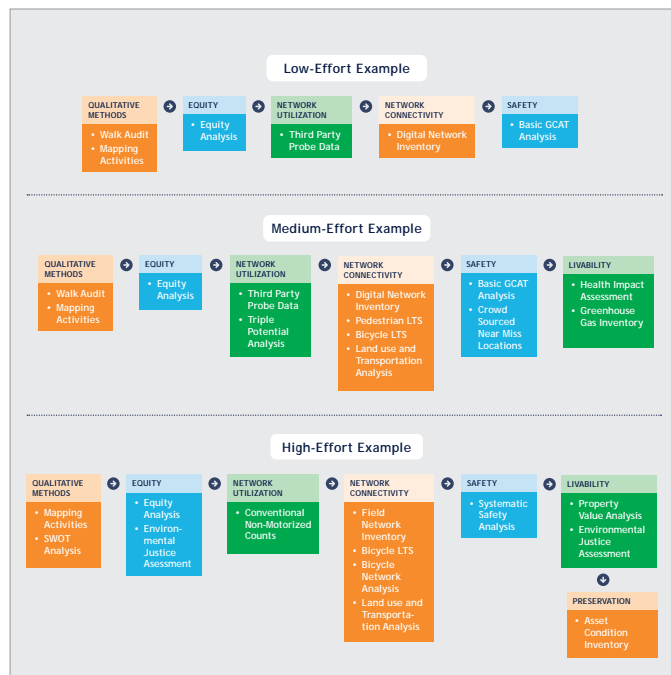 Low-Effort Example
QUALITATIVE
METHODS
• Walk Audit
• Mapping
Activities
EQUITY
• Equity
Analysis
NETWORK
UTILIZATION
• Third Party
Probe Data
NETWORK
CONNECTIVITY
• Digital Network
Inventory
SAFETY
• Basic GCAT
Analysis
Medium-Effort Example
QUALITATIVE
METHODS
• Walk Audit
• Mapping
Activities
EQUITY
• Equity
Analysis
NETWORK
UTILIZATION
• Third Party
Probe Data
• Triple
Potential
Analysis
NETWORK
CONNECTIVITY
• Digital Network
Inventory
• Pedestrian LTS
• Bicycle LTS
• Land use and
Transportation
Analysis
SAFETY
• Basic GCAT
Analysis
• Crowd
Sourced
Near Miss
Locations
LIVABILITY
• Health Impact
Assessment
• Greenhouse
Gas Inventory
High-Effort Example
QUALITATIVE
METHODS
• Mapping
Activities
• SWOT
Analysis
EQUITY
• Equity
Analysis
• Environ-
mental
Justice
Asessment
NETWORK
UTILIZATION
• Conventional
Non-Motorized
Counts
NETWORK
CONNECTIVITY
• Field
Network
Inventory
• Bicycle LTS
• Bicycle
Network
Analysis
• Land use and
Transporta-
tion Analysis
SAFETY
• Systematic
Safety
Analysis
LIVABILITY
• Property
Value Analysis
• Environmental
Justice
Assessment
PRESERVATION
• Asset
Condition
Inventory